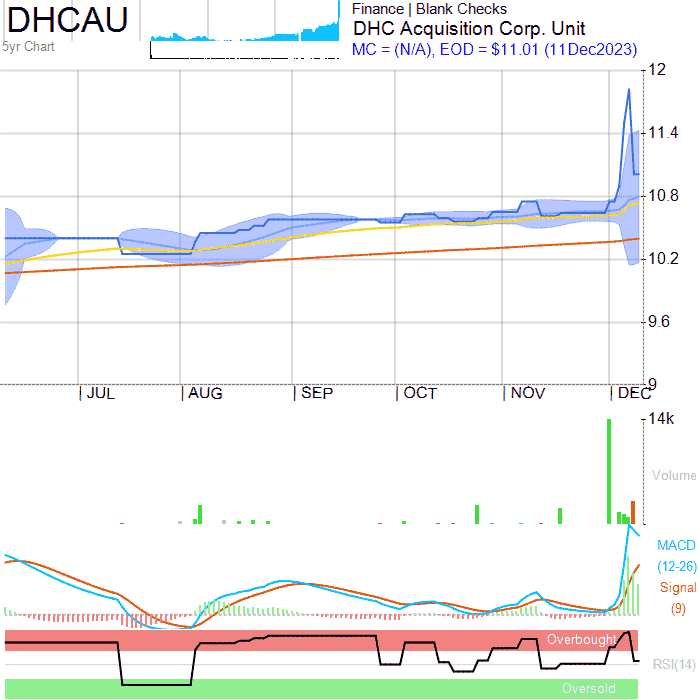 DHCAU
5yr Chart
Finance | Blank Checks
DHC Acquisition Corp. Unit
MC = (N/A), EOD = $11.01 (11Dec2023)
12
11.4
10.8
10.2
9.6
9
JUL AUG SEP OCT NOV DEC
14k
Volume
MACD
(12-26)
Signal
(9)
Overbought
RSI(14)
Oversold